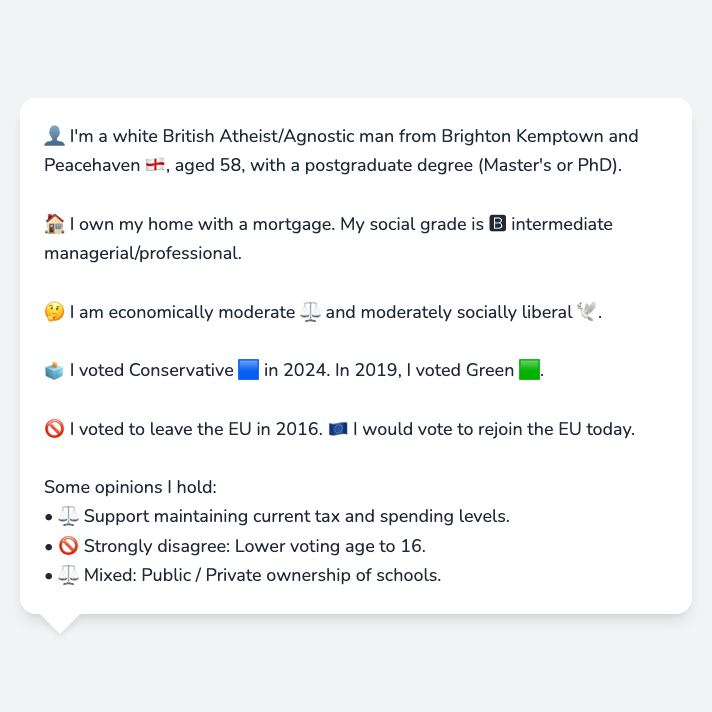 👤 I'm a white British Atheist/Agnostic man from Brighton Kemptown and
Peacehaven 🏴󠁧󠁢󠁥󠁮󠁧󠁿, aged 58, with a postgraduate degree (Master's or PhD).
🏠 I own my home with a mortgage. My social grade is 🅱 intermediate
managerial/professional.
🤔 I am economically moderate ⚖️ and moderately socially liberal 🕊️.
🗳️ I voted Conservative 🟦 in 2024. In 2019, I voted Green 🟩.
🚫 I voted to leave the EU in 2016. 🇪🇺 I would vote to rejoin the EU today.
Some opinions I hold:
• ⚖️ Support maintaining current tax and spending levels.
• 🚫 Strongly disagree: Lower voting age to 16.
• ⚖️ Mixed: Public / Private ownership of schools.